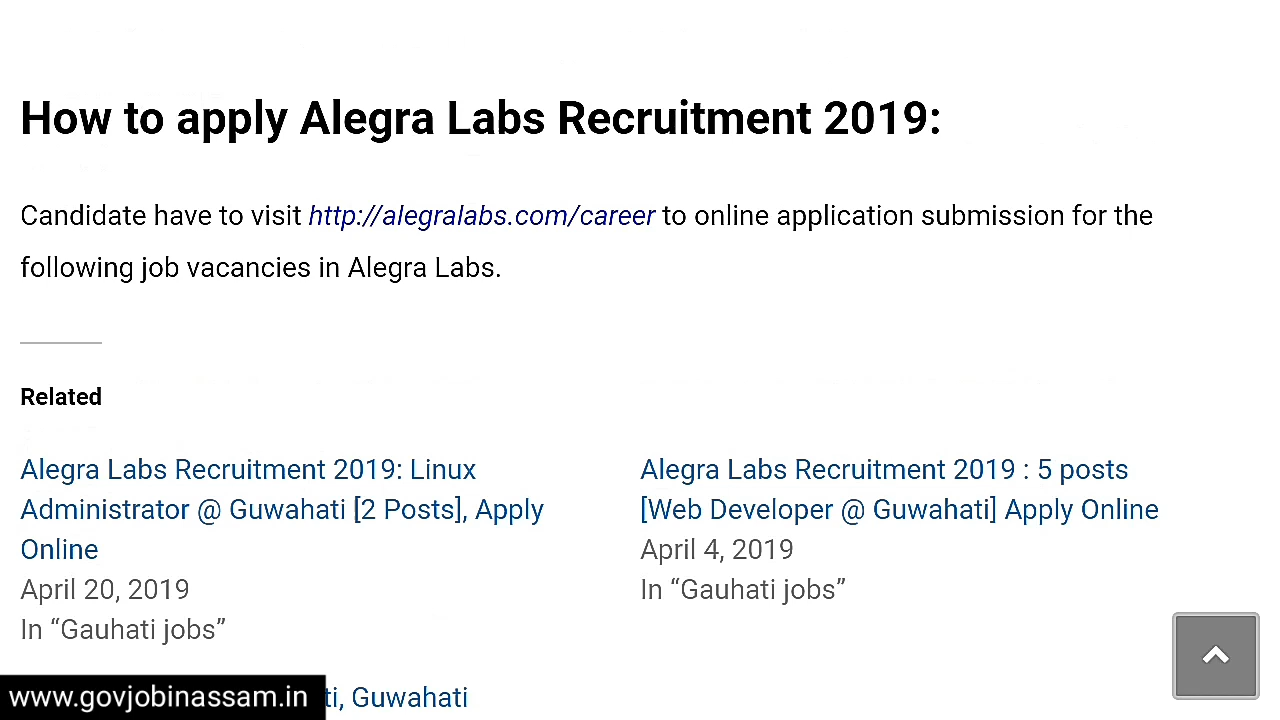 How to apply Alegra Labs Recruitment 2019:
Candidate have to visit http://alegralabs.com/career to online application submission for the
following job vacancies in Alegra Labs.
Related
Alegra Labs Recruitment 2019: Linux
Administrator @ Guwahati [2 Posts], Apply
Online
April 20, 2019
In “Gauhati jobs”
Alegra Labs Recruitment 2019 : 5 posts
[Web Developer @ Guwahati] Apply Online
April 4, 2019
In “Gauhati jobs”
www.govjobinassam.in
Guwahati